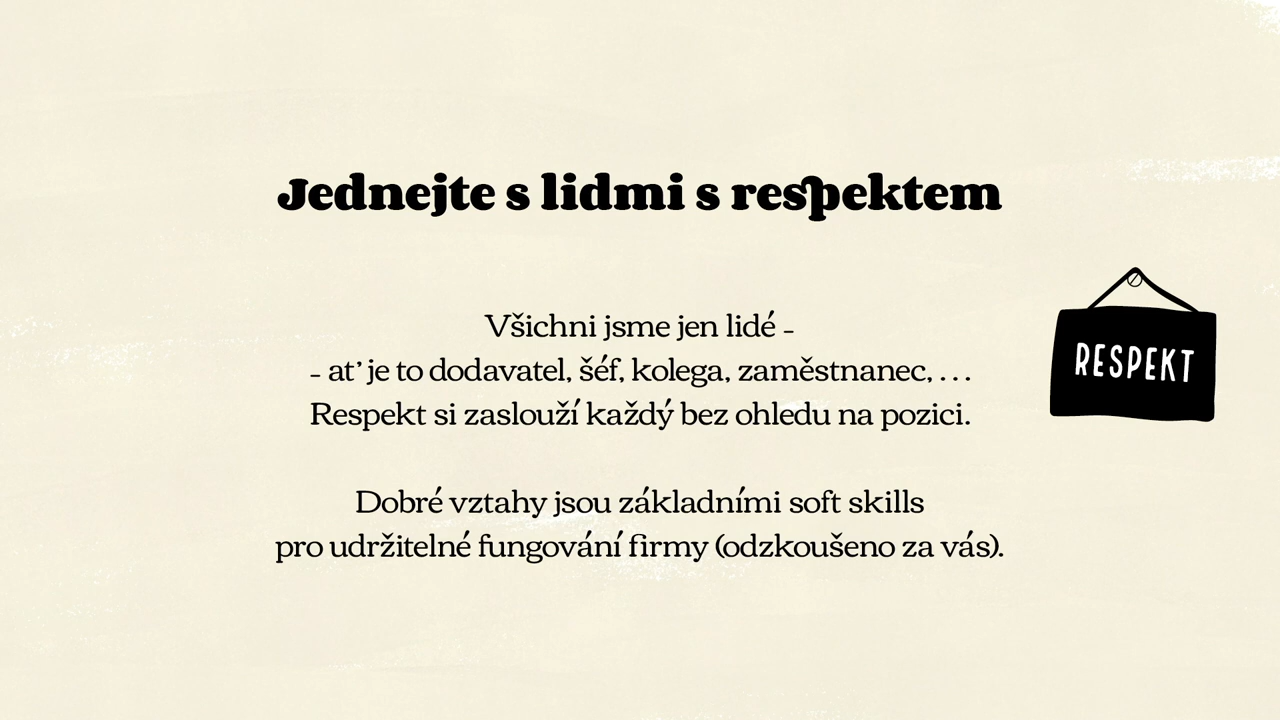 Jednejte s lidmi s respektem
Všichni jsme jen lidé -
- ať je to dodavatel, šéf, kolega, zaměstnanec, ...
Respekt si zaslouží každý bez ohledu na pozici.
RESPEKT
Dobré vztahy jsou základními soft skills
pro udržitelné fungování firmy (odzkoušeno za vás).